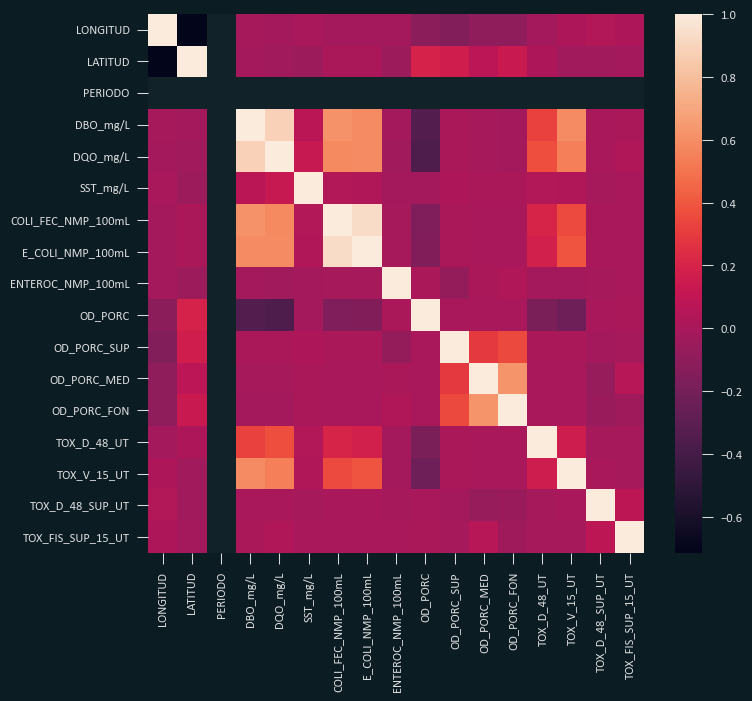 LONGITUD
LATITUD
PERIODO
DBO_mg/L
DQO_mg/L
SST_mg/L
COLI_FEC_NMP_100mL
E_COLI_NMP_100mL
ENTEROC_NMP_100mL
OD_PORC
OD_PORC_SUP
OD_PORC_MED
OD_PORC_FON
TOX_D_48_UT
TOX_V_15_UT
TOX_D_48_SUP_UT
TOX_FIS_SUP_15_UT
LONGITUD
LATITUD
PERIODO
DBO_mg/L
DQO_mg/L
SST_mg/L
COLI_FEC_NMP_100mL
E_COLI_NMP_100mL
ENTEROC_NMP_100mL
OD_PORC
OD_PORC_SUP
OD_PORC_MED
OD_PORC_FON
TOX_D_48_UT
TOX_V_15_UT
TOX_D_48_SUP_UT
TOX_FIS_SUP_15_UT
1.0
0.8
0.6
0.4
0.2
0.0
−0.2
−0.4
−0.6